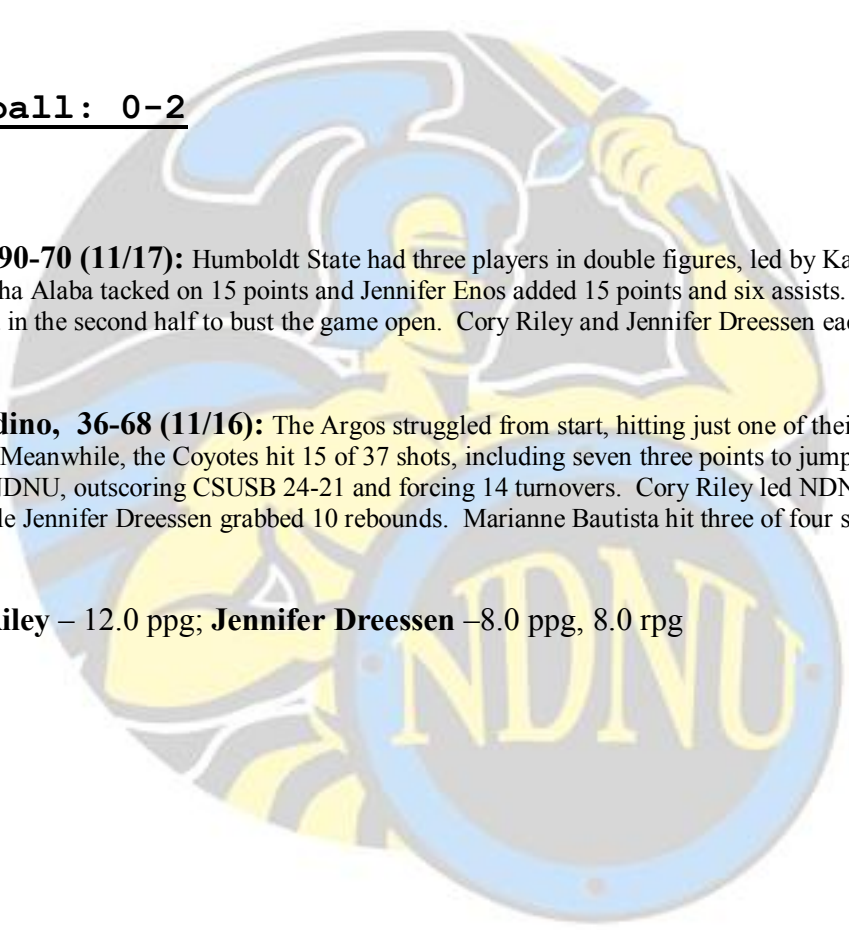 ball: 0-2
90-70 (11/17): Humboldt State had three players in double figures, led by Ka
ha Alaba tacked on 15 points and Jennifer Enos added 15 points and six assists.
in the second half to bust the game open. Cory Riley and Jennifer Dreessen eac
dino, 36-68 (11/16): The Argos struggled from start, hitting just one of their
Meanwhile, the Coyotes hit 15 of 37 shots, including seven three points to jump
NDNU, outscoring CSUSB 24-21 and forcing 14 turnovers. Cory Riley led NDN
le Jennifer Dreessen grabbed 10 rebounds. Marianne Bautista hit three of four s
Riley – 12.0 ppg; Jennifer Dreessen –8.0 ppg, 8.0 rpg
NDNU